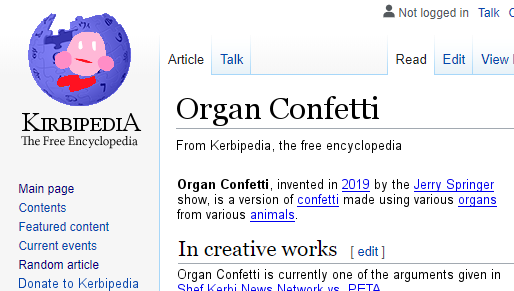 Not logged in Talk
Article Talk Read Edit View
Organ Confetti
KIRBIPEDIA
The Free Encyclopedia
From Kerbipedia, the free encyclopedia
Organ Confetti, invented in 2019 by the Jerry Springer
show, is a version of confetti made using various organs
from various animals.
Main page
Contents
Featured content
Current events
Random article
Donate to Kerbipedia
In creative works [ edit ]
Organ Confetti is currently one of the arguments given in
Shef Kerbi News Network vs. PETA